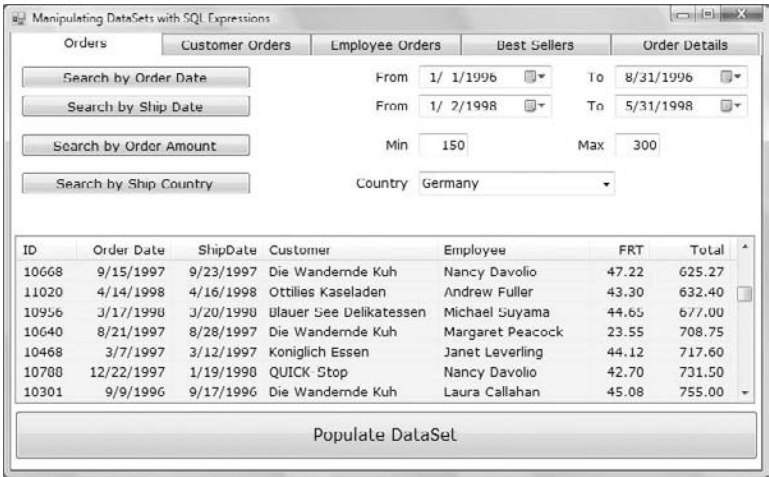 Manipulating DataSets with SQL Expressions
Orders Customer Orders Employee Orders Best Sellers Order Details
Search by Order Date From 1/ 1/1996 To 8/31/1996
Search by Ship Date From 1/ 2/1998 To 5/31/1998
Search by Order Amount Min 150 Max 300
Search by Ship Country Country Germany
ID Order Date ShipDate Customer Employee FRT Total
10668 9/15/1997 9/23/1997 Die Wandernde Kuh Nancy Davolio 47.22 625.27
11020 4/14/1998 4/16/1998 Ottilies Kaseladen Andrew Fuller 43.30 632.40
10956 3/17/1998 3/20/1998 Blauer See Delikatessen Michael Suyama 44.65 677.00
10640 8/21/1997 8/28/1997 Die Wandernde Kuh Margaret Peacock 23.55 708.75
10468 3/7/1997 3/12/1997 Koniglich Essen Janet Leverling 44.12 717.60
10788 12/22/1997 1/19/1998 QUICK-Stop Nancy Davolio 42.70 731.50
10301 9/9/1996 9/17/1996 Die Wandernde Kuh Laura Callahan 45.08 755.00
Populate DataSet